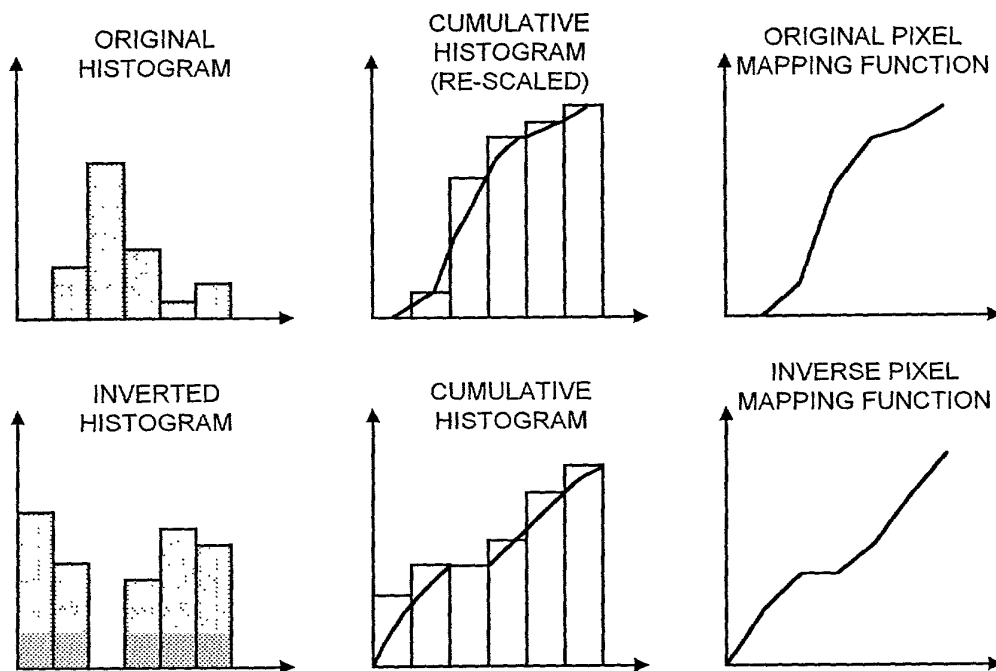 ORIGINAL
HISTOGRAM
CUMULATIVE
HISTOGRAM
(RE-SCALED)
ORIGINAL PIXEL
MAPPING FUNCTION
INVERTED
HISTOGRAM
CUMULATIVE
HISTOGRAM
INVERSE PIXEL
MAPPING FUNCTION